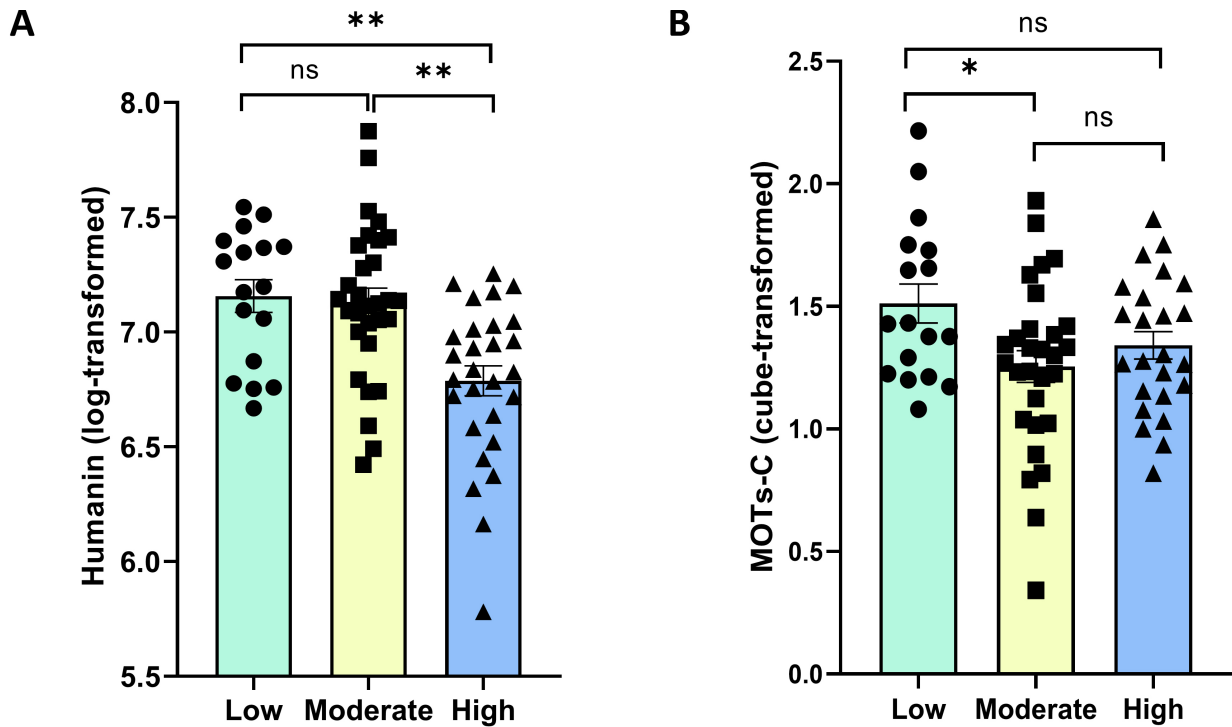 A
**
ns
**
Humanin (log-transformed)
8.0
7.5
7.0
6.5
6.0
5.5
Low Moderate High
B
ns
*
ns
MOTs-C (cube-transformed)
2.5
2.0
1.5
1.0
0.5
0.0
Low Moderate High